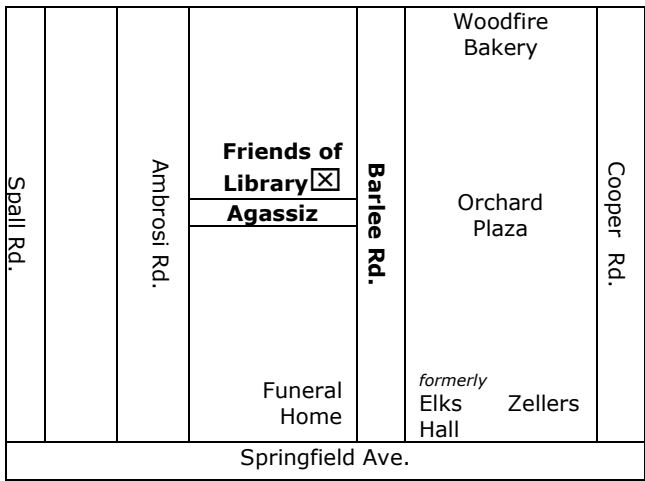 Woodfire
Bakery
Friends of
Library☒
Agassiz
Orchard
Plaza
Spall Rd.
Ambrosi Rd.
Barlee Rd.
Cooper Rd.
Funeral
Home
formerly
Elks Zellers
Hall
Springfield Ave.